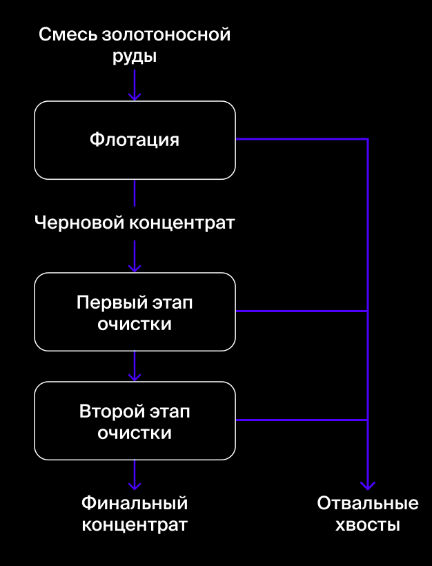 Смесь золотоносной
руды
Флотация
Черновой концентрат
Первый этап
очистки
Второй этап
очистки
Финальный
концентрат
Отвальные
хвосты